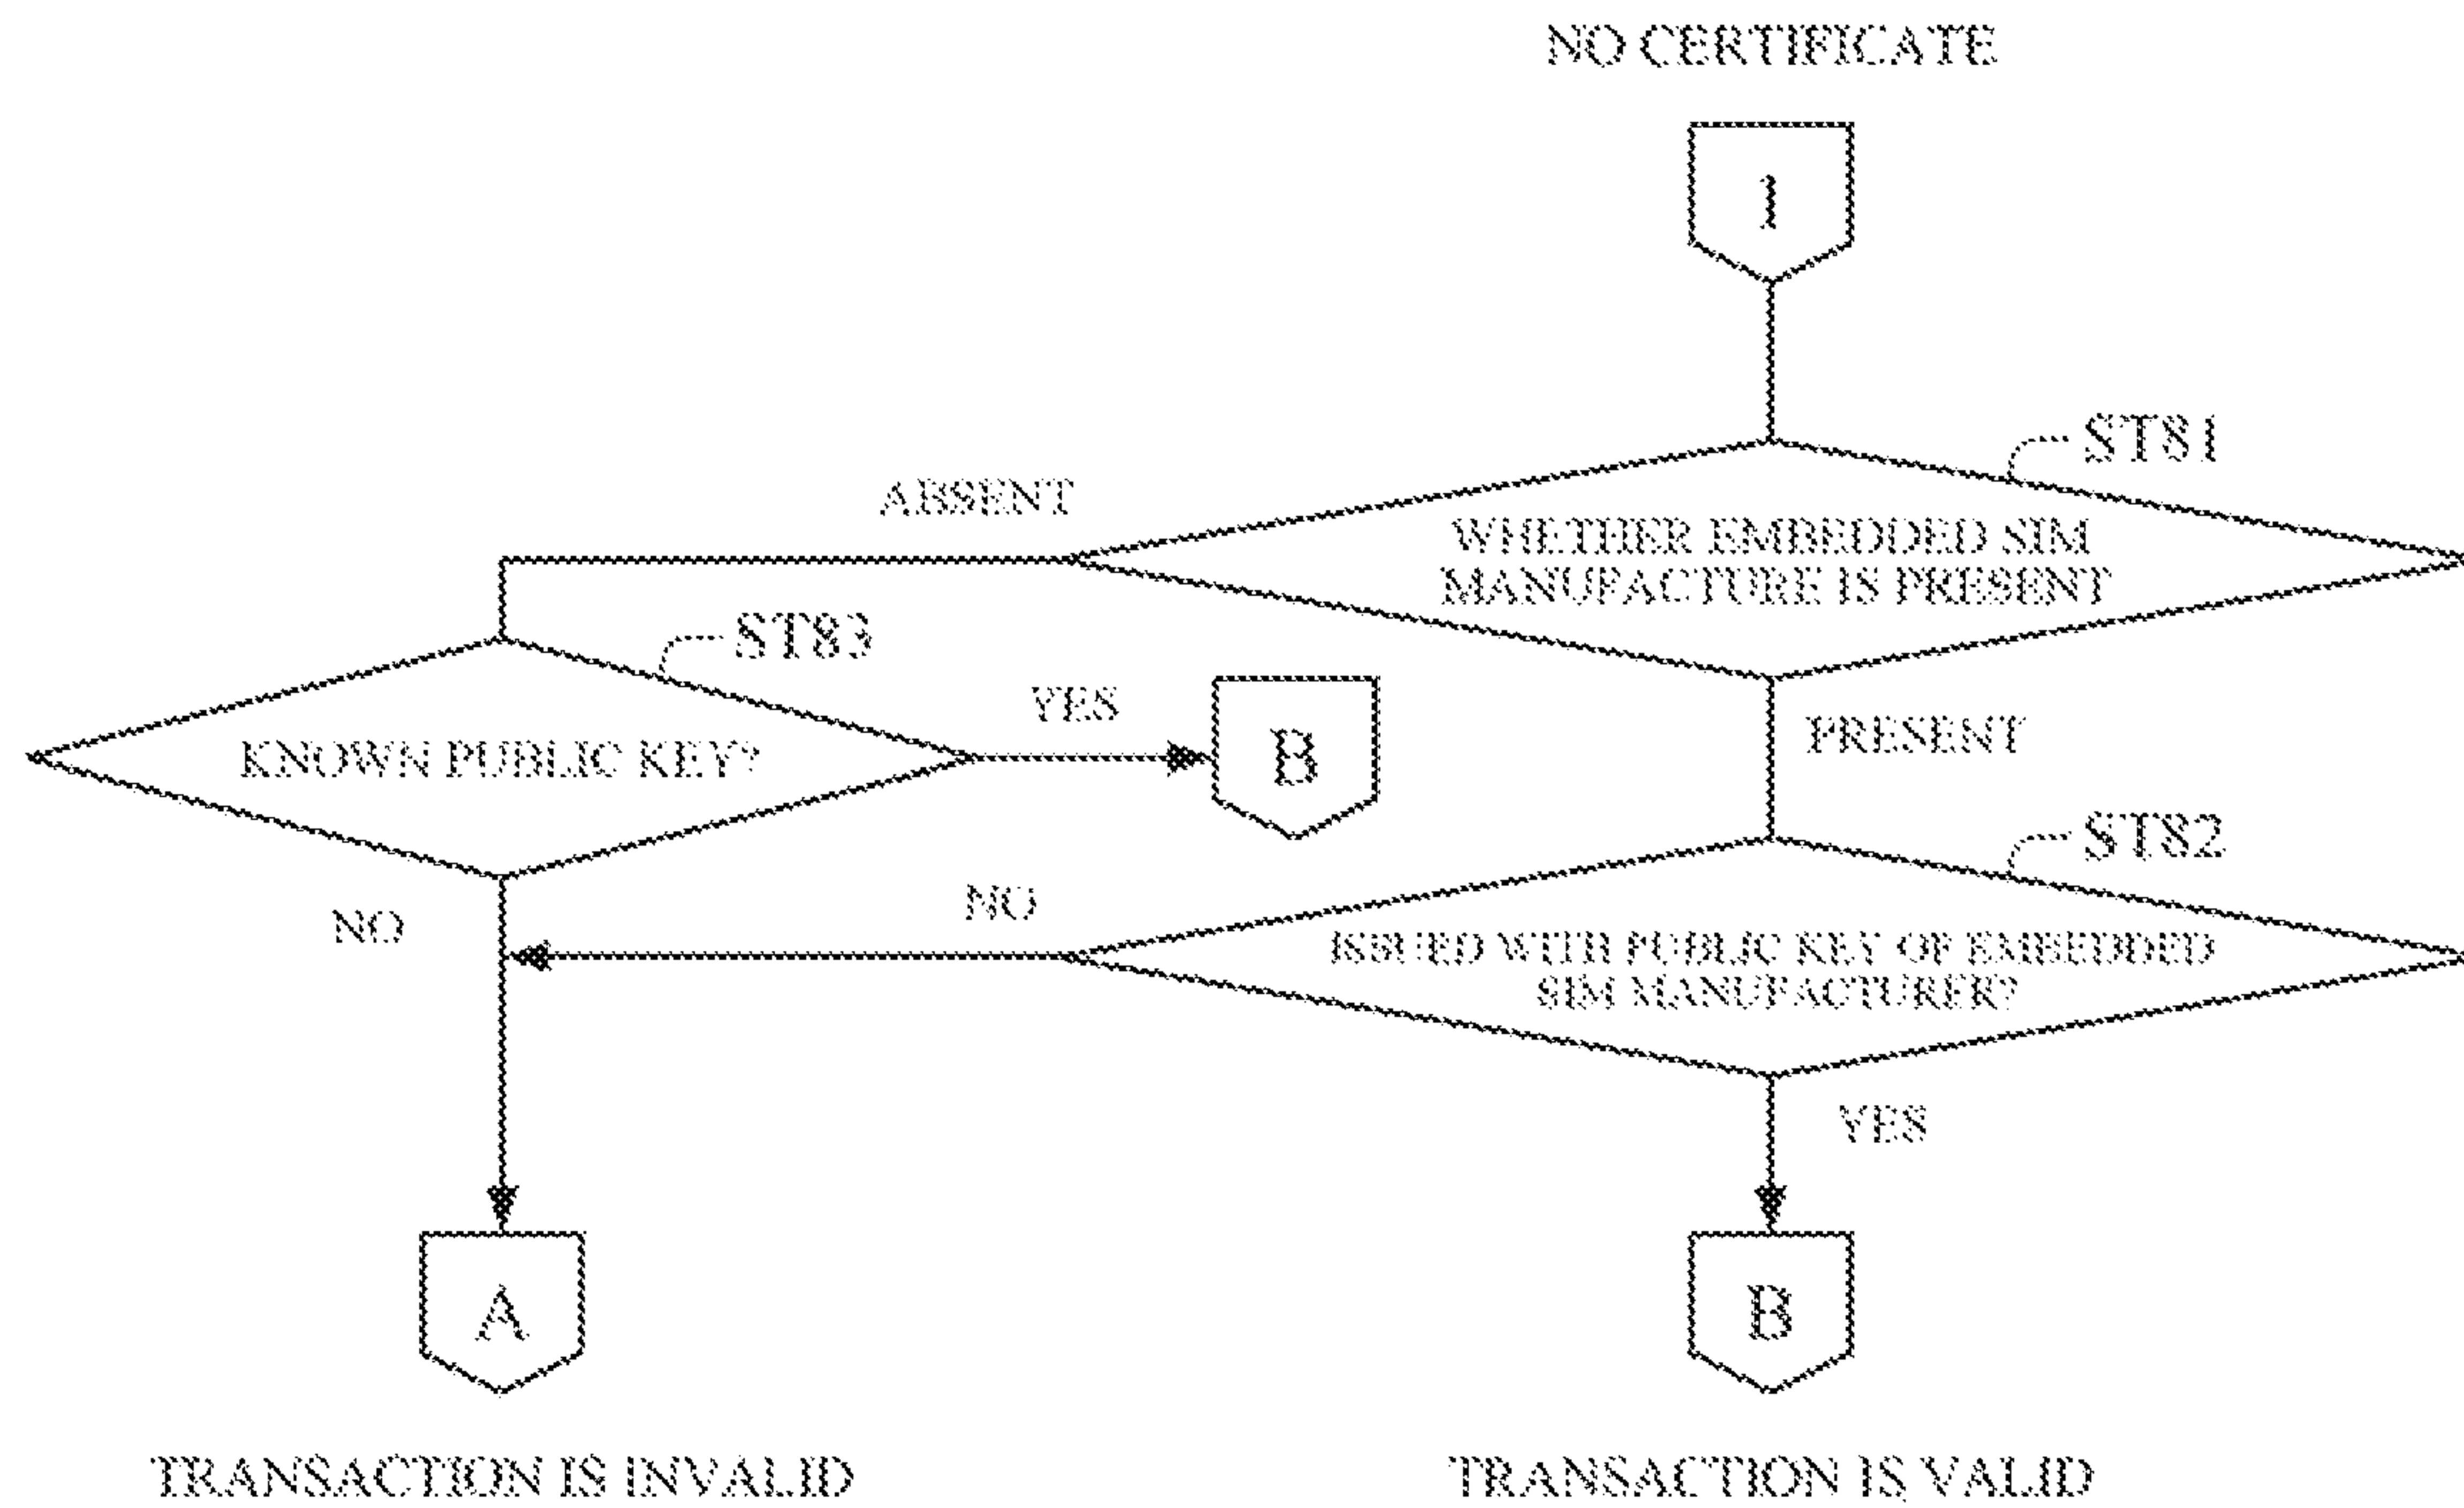 NO CERTIFICATE
1
ST81
ABSENT
WHETHER EMBEDDED SIM
MANUFACTURE IS PRESENT
ST83
YES
KNOWN PUBLIC KEY?
B
PRESENT
ST82
NO
NO
ISSUED WITH PUBLIC KEY OF EMBEDDED
SIM MANUFACTURER?
YES
A
B
TRANSACTION IS INVALID
TRANSACTION IS VALID